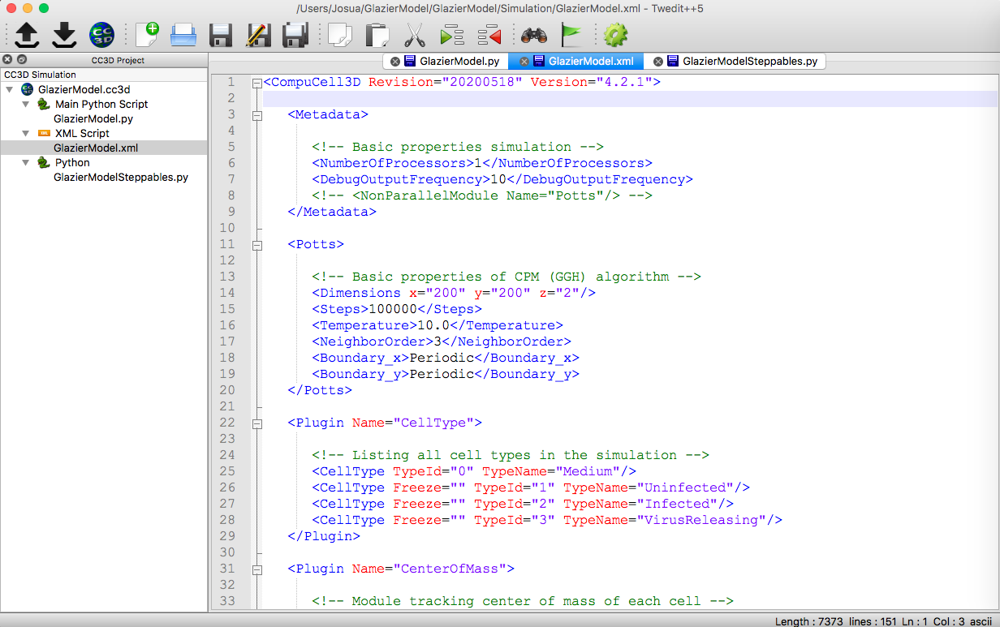 /Users/Josua/GlazierModel/GlazierModel/Simulation/GlazierModel.xml - Twedit++5
CC3D
CC3D Project
GlazierModel.py
GlazierModel.xml
GlazierModelSteppables.py
CC3D Simulation
GlazierModel.cc3d
Main Python Script
GlazierModel.py
XML Script
GlazierModel.xml
Python
GlazierModelSteppables.py
1 <CompuCell3D Revision="20200518" Version="4.2.1">
2
3 <Metadata>
4
5 <!-- Basic properties simulation -->
6 <NumberOfProcessors>1</NumberOfProcessors>
7 <DebugOutputFrequency>10</DebugOutputFrequency>
8 <!-- <NonParallelModule Name="Potts"/> -->
9 </Metadata>
10
11 <Potts>
12
13 <!-- Basic properties of CPM (GGH) algorithm -->
14 <Dimensions x="200" y="200" z="2"/>
15 <Steps>100000</Steps>
16 <Temperature>10.0</Temperature>
17 <NeighborOrder>3</NeighborOrder>
18 <Boundary_x>Periodic</Boundary_x>
19 <Boundary_y>Periodic</Boundary_y>
20 </Potts>
21
22 <Plugin Name="CellType">
23
24 <!-- Listing all cell types in the simulation -->
25 <CellType TypeId="0" TypeName="Medium"/>
26 <CellType Freeze="" TypeId="1" TypeName="Uninfected"/>
27 <CellType Freeze="" TypeId="2" TypeName="Infected"/>
28 <CellType Freeze="" TypeId="3" TypeName="VirusReleasing"/>
29 </Plugin>
30
31 <Plugin Name="CenterOfMass">
32
33 <!-- Module tracking center of mass of each cell -->
Length : 7373 lines : 151 Ln : 1 Col : 3 ascii